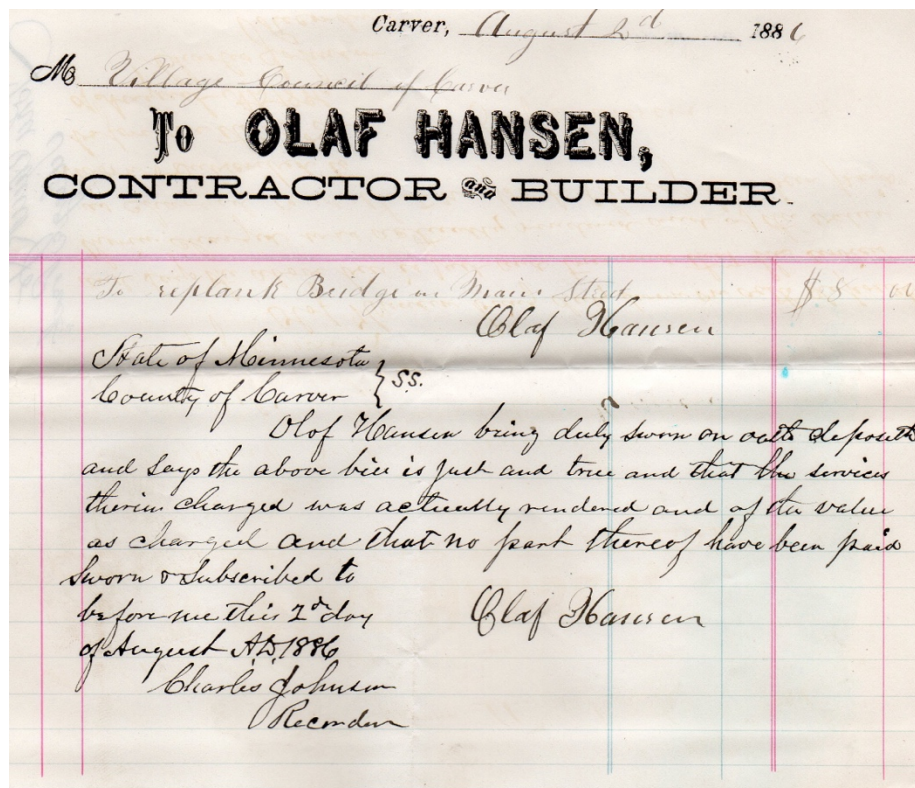 Carver, August 2d 1886
M Village Council of Carver
To OLAF HANSEN,
CONTRACTOR and BUILDER.
To replank Bridge on Main Street $8 00
Olaf Hansen
State of Minnesota
County of Carver } SS.
Olof Hansen being duly sworn on oath deposeth
and says the above bill is just and true and that the services
therin charged was actually rendered and of the value
as charged and that no part thereof have been paid
Sworn & Subscribed to
before me this 2d day
of August A.D. 1886
Olaf Hansen
Charles Johnson
Recorder